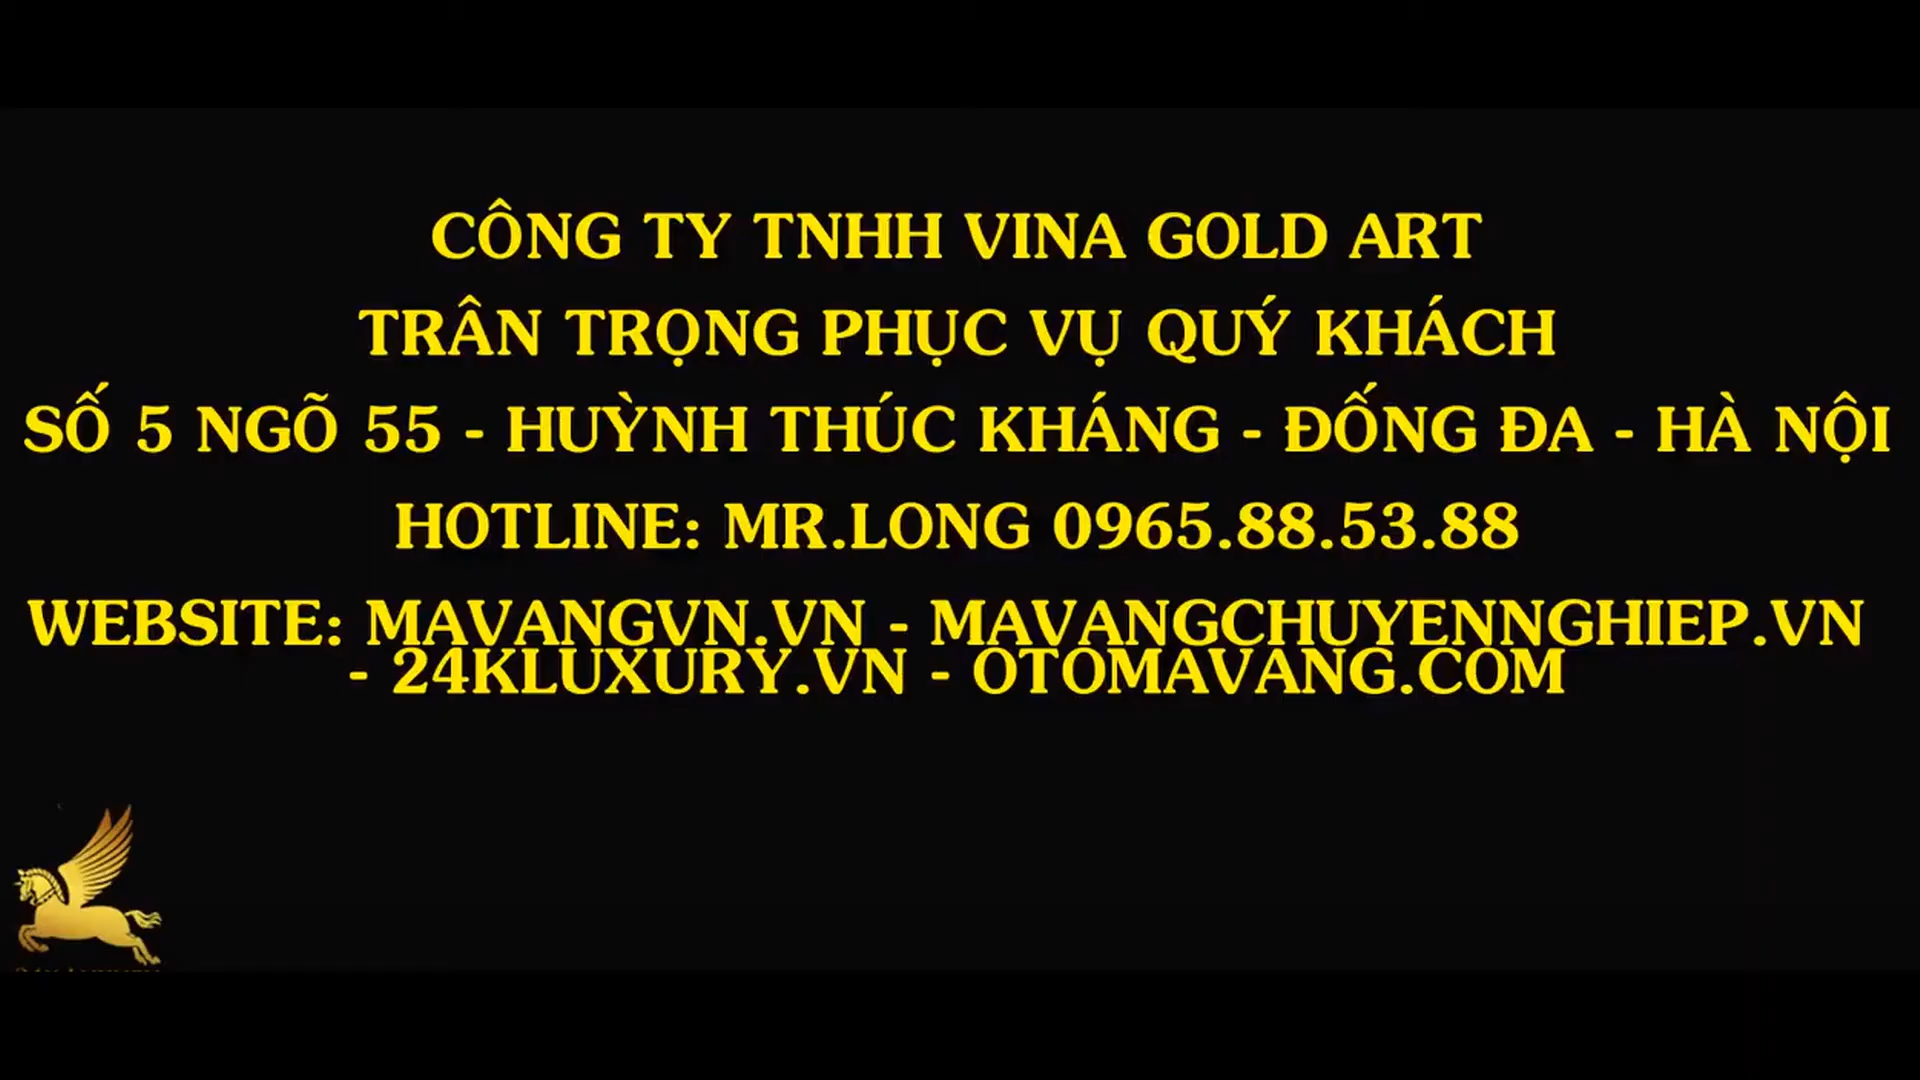 CÔNG TY TNHH VINA GOLD ART
TRÂN TRỌNG PHỤC VỤ QUÝ KHÁCH
SỐ 5 NGÕ 55 - HUỲNH THÚC KHÁNG - ĐỐNG ĐA - HÀ NỘI
HOTLINE: MR.LONG 0965.88.53.88
WEBSITE: MAVANGVN.VN - MAVANGCHUYENNGHIEP.VN
- 24KLUXURY.VN - OTOMAVANG.COM